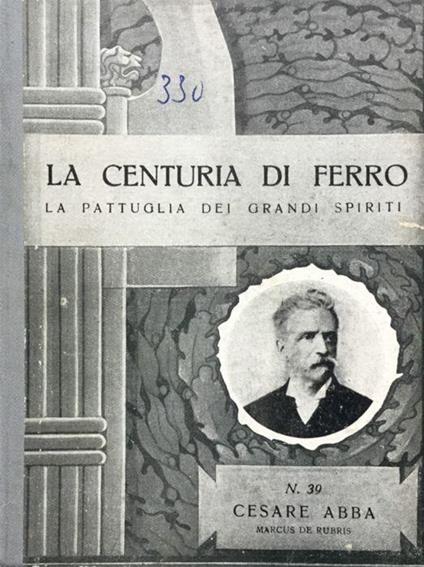 330
LA CENTURIA DI FERRO
LA PATTUGLIA DEI GRANDI SPIRITI
N. 39
CESARE ABBA
MARCUS DE RUBRIS